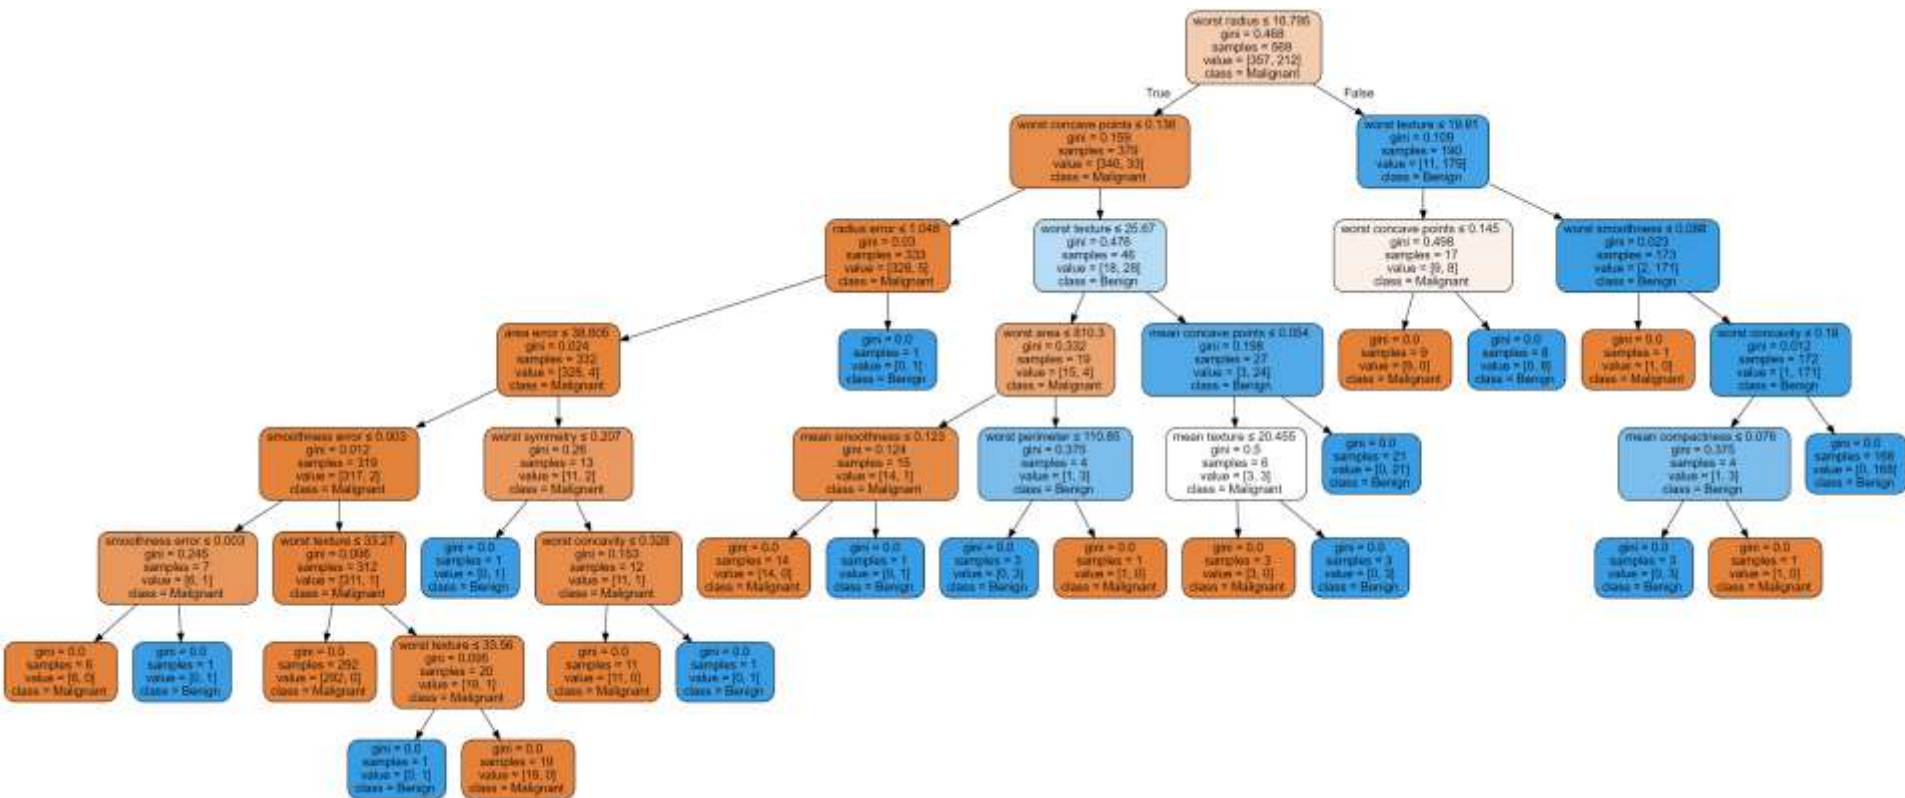 worst radius ≤ 16.795
gini = 0.468
samples = 569
value = [357, 212]
class = Malignant
True
False
worst concave points ≤ 0.136
gini = 0.159
samples = 379
value = [346, 33]
class = Malignant
worst texture ≤ 19.91
gini = 0.109
samples = 190
value = [11, 179]
class = Benign
radius error ≤ 1.048
gini = 0.03
samples = 333
value = [328, 5]
class = Malignant
worst texture ≤ 25.67
gini = 0.476
samples = 46
value = [18, 28]
class = Benign
worst concave points ≤ 0.145
gini = 0.498
samples = 17
value = [9, 8]
class = Malignant
worst smoothness ≤ 0.088
gini = 0.023
samples = 173
value = [2, 171]
class = Benign
area error ≤ 38.605
gini = 0.024
samples = 332
value = [328, 4]
class = Malignant
gini = 0.0
samples = 1
value = [0, 1]
class = Benign
worst area ≤ 810.3
gini = 0.332
samples = 19
value = [15, 4]
class = Malignant
mean concave points ≤ 0.054
gini = 0.198
samples = 27
value = [3, 24]
class = Benign
gini = 0.0
samples = 9
value = [9, 0]
class = Malignant
gini = 0.0
samples = 8
value = [0, 8]
class = Benign
gini = 0.0
samples = 1
value = [1, 0]
class = Malignant
worst concavity ≤ 0.18
gini = 0.012
samples = 172
value = [1, 171]
class = Benign
smoothness error ≤ 0.003
gini = 0.012
samples = 319
value = [317, 2]
class = Malignant
worst symmetry ≤ 0.207
gini = 0.26
samples = 13
value = [11, 2]
class = Malignant
mean smoothness ≤ 0.123
gini = 0.124
samples = 15
value = [14, 1]
class = Malignant
worst perimeter ≤ 110.85
gini = 0.375
samples = 4
value = [1, 3]
class = Benign
mean texture ≤ 20.455
gini = 0.5
samples = 6
value = [3, 3]
class = Malignant
gini = 0.0
samples = 21
value = [0, 21]
class = Benign
mean compactness ≤ 0.076
gini = 0.375
samples = 4
value = [1, 3]
class = Benign
gini = 0.0
samples = 168
value = [0, 168]
class = Benign
smoothness error ≤ 0.003
gini = 0.245
samples = 7
value = [6, 1]
class = Malignant
worst texture ≤ 33.27
gini = 0.006
samples = 312
value = [311, 1]
class = Malignant
gini = 0.0
samples = 1
value = [0, 1]
class = Benign
worst concavity ≤ 0.328
gini = 0.153
samples = 12
value = [11, 1]
class = Malignant
gini = 0.0
samples = 14
value = [14, 0]
class = Malignant
gini = 0.0
samples = 1
value = [0, 1]
class = Benign
gini = 0.0
samples = 3
value = [0, 3]
class = Benign
gini = 0.0
samples = 1
value = [1, 0]
class = Malignant
gini = 0.0
samples = 3
value = [3, 0]
class = Malignant
gini = 0.0
samples = 3
value = [0, 3]
class = Benign
gini = 0.0
samples = 3
value = [0, 3]
class = Benign
gini = 0.0
samples = 1
value = [1, 0]
class = Malignant
gini = 0.0
samples = 6
value = [6, 0]
class = Malignant
gini = 0.0
samples = 1
value = [0, 1]
class = Benign
gini = 0.0
samples = 292
value = [292, 0]
class = Malignant
worst texture ≤ 33.56
gini = 0.095
samples = 20
value = [19, 1]
class = Malignant
gini = 0.0
samples = 11
value = [11, 0]
class = Malignant
gini = 0.0
samples = 1
value = [0, 1]
class = Benign
gini = 0.0
samples = 1
value = [0, 1]
class = Benign
gini = 0.0
samples = 19
value = [19, 0]
class = Malignant